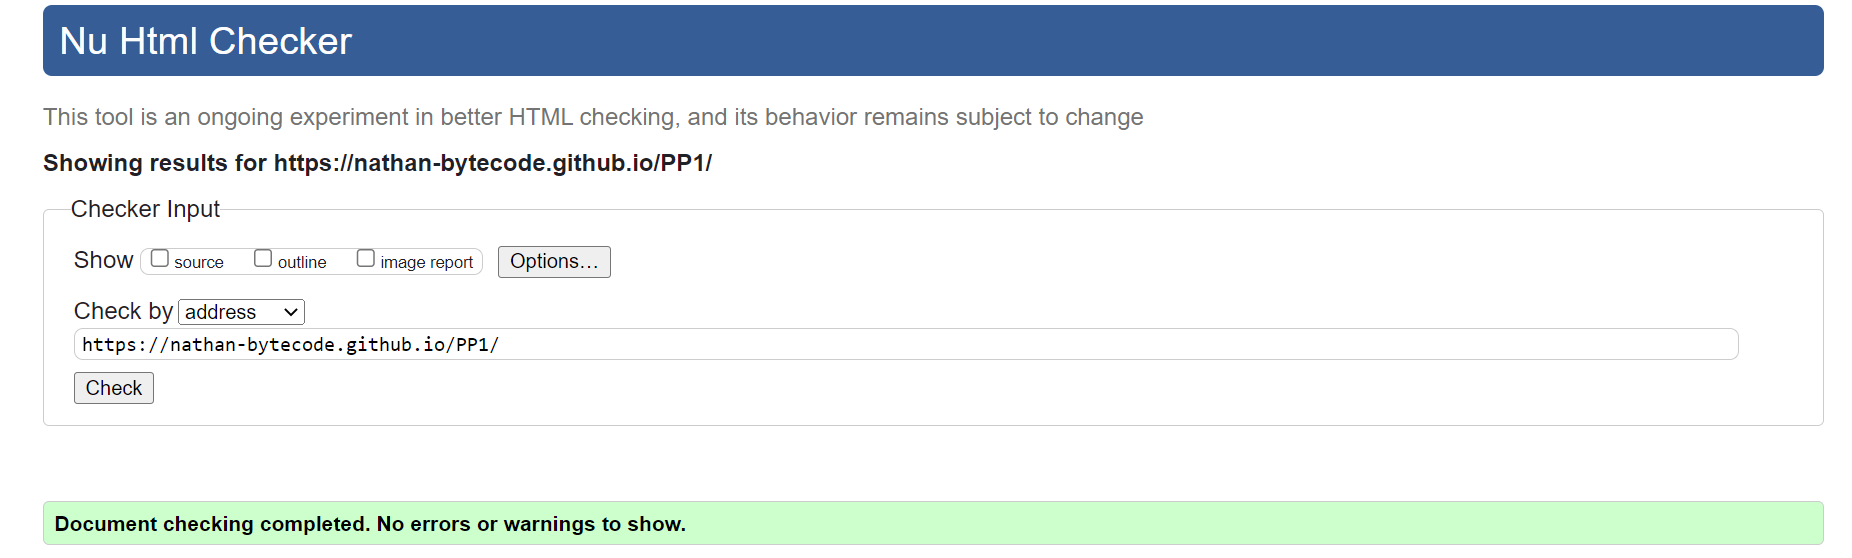 Nu Html Checker
This tool is an ongoing experiment in better HTML checking, and its behavior remains subject to change
Showing results for https://nathan-bytecode.github.io/PP1/
Checker Input
Show source outline image report Options...
Check by address
https://nathan-bytecode.github.io/PP1/
Check
Document checking completed. No errors or warnings to show.